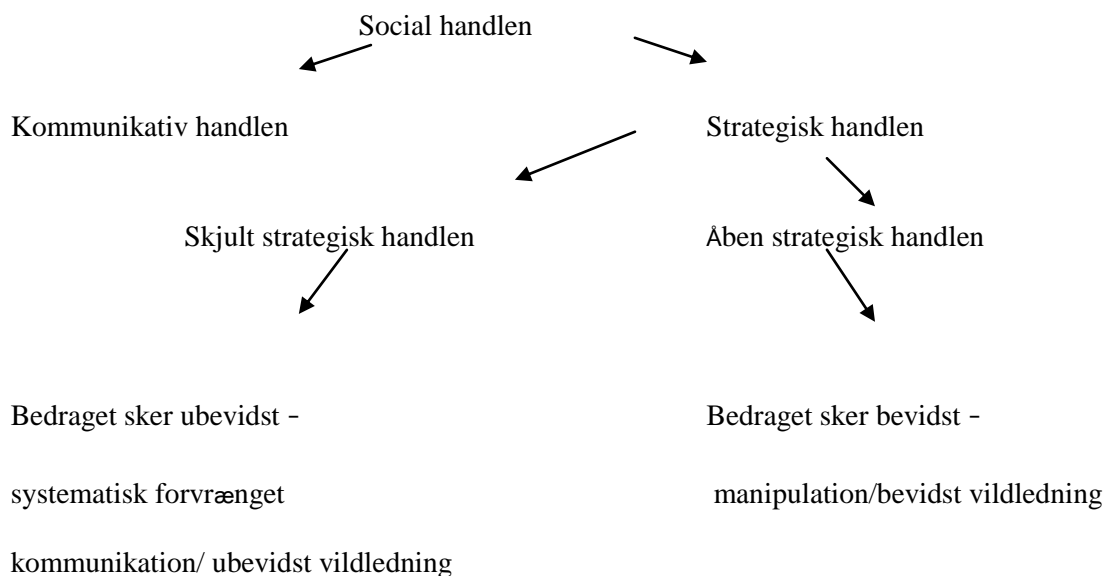 Social handlen
Kommunikativ handlen
Strategisk handlen
Skjult strategisk handlen
Åben strategisk handlen
Bedraget sker ubevidst -
Bedraget sker bevidst -
systematisk forvrænget
manipulation/bevidst vildledning
kommunikation/ ubevidst vildledning